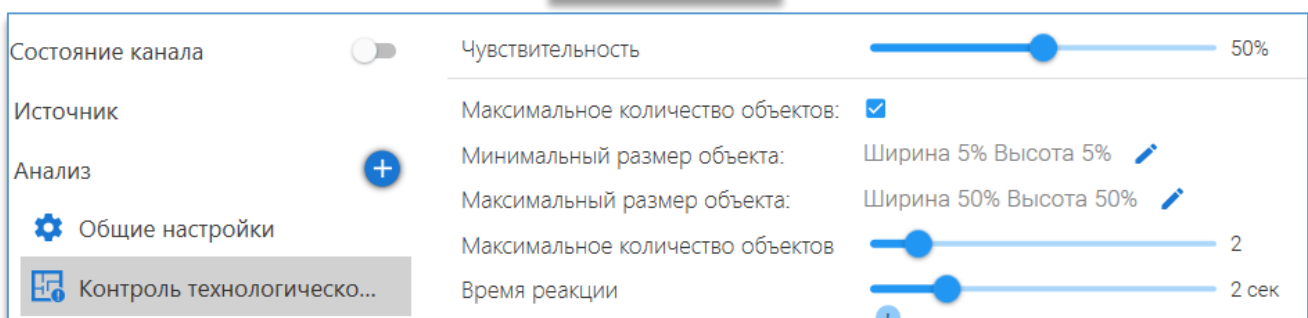 Состояние канала
Источник
Анализ
Общие настройки
Контроль технологическо...
Чувствительность 50%
Максимальное количество объектов:
Минимальный размер объекта: Ширина 5% Высота 5%
Максимальный размер объекта: Ширина 50% Высота 50%
Максимальное количество объектов 2
Время реакции 2 сек